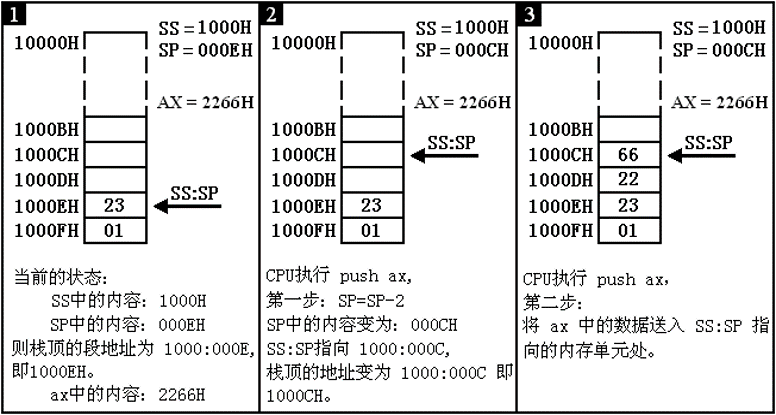 1
SS=1000H
SP=000EH
10000H
AX=2266H
1000BH
1000CH
1000DH
SS:SP
1000EH 23
1000FH 01
当前的状态:
SS中的内容: 1000H
SP中的内容: 000EH
则栈顶的段地址为 1000:000E,
即1000EH。
ax中的内容: 2266H
2
SS=1000H
SP=000CH
10000H
AX=2266H
1000BH
SS:SP
1000CH
1000DH
1000EH 23
1000FH 01
CPU执行 push ax,
第一步: SP=SP-2
SP中的内容变为: 000CH
SS:SP指向 1000:000C,
栈顶的地址变为 1000:000C 即
1000CH。
3
SS=1000H
SP=000CH
10000H
AX=2266H
1000BH
SS:SP
1000CH 66
1000DH 22
1000EH 23
1000FH 01
CPU执行 push ax,
第二步:
将 ax 中的数据送入 SS:SP 指
向的内存单元处。